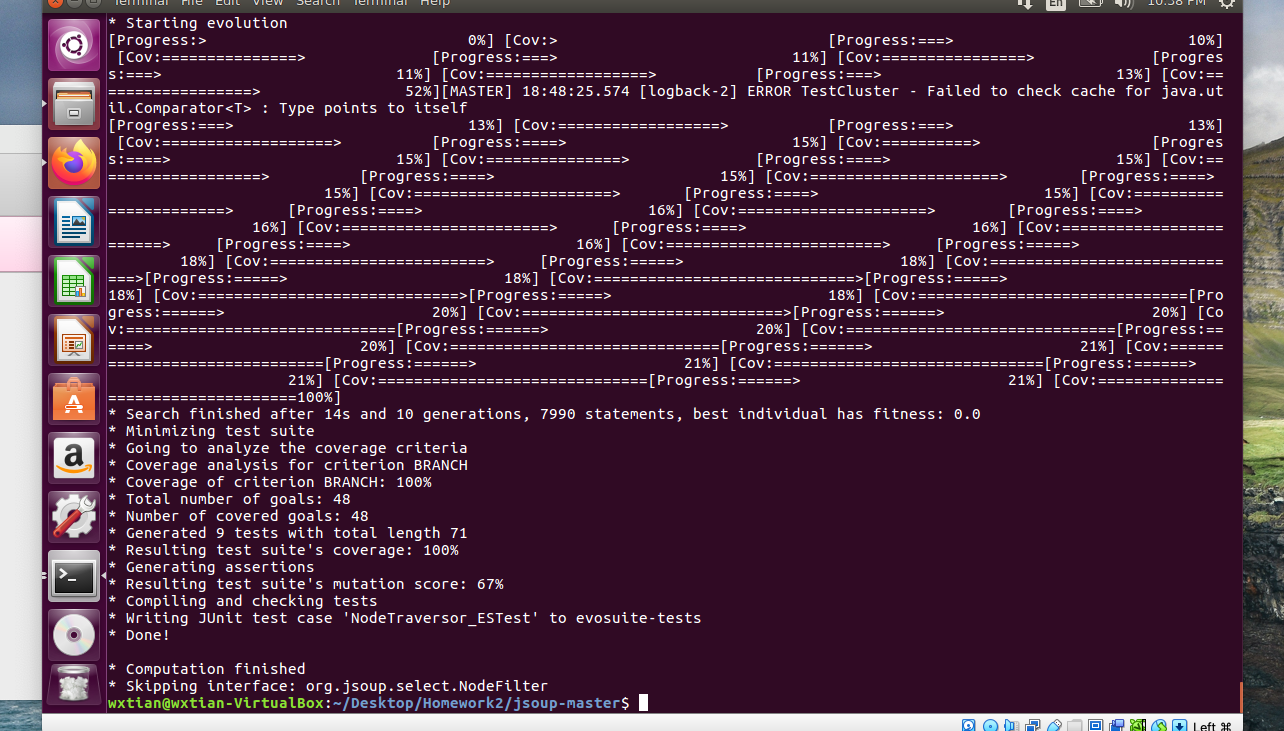 Terminal File Edit View Search Terminal Help En 10:38 PM
* Starting evolution
[Progress:> 0%] [Cov:> [Progress:===> 10%]
[Cov:===============> [Progress:===> 11%] [Cov:================> [Progres
s:===> 11%] [Cov:==================> [Progress:===> 13%] [Cov:==
================> 52%][MASTER] 18:48:25.574 [logback-2] ERROR TestCluster - Failed to check cache for java.ut
il.Comparator<T> : Type points to itself
[Progress:===> 13%] [Cov:==================> [Progress:===> 13%]
[Cov:===================> [Progress:====> 15%] [Cov:==========> [Progres
s:====> 15%] [Cov:===============> [Progress:====> 15%] [Cov:==
=================> [Progress:====> 15%] [Cov:=====================> [Progress:====>
15%] [Cov:======================> [Progress:====> 15%] [Cov:==========
=============> [Progress:====> 16%] [Cov:========================> [Progress:====>
16%] [Cov:=========================> [Progress:====> 16%] [Cov:===================
======> [Progress:====> 16%] [Cov:========================> [Progress:=====>
18%] [Cov:=========================> [Progress:=====> 18%] [Cov:==========================
===>[Progress:=====> 18%] [Cov:=============================>[Progress:=====>
18%] [Cov:=============================>[Progress:=====> 18%] [Cov:==============================[Pro
gress:======> 20%] [Cov:=============================>[Progress:======> 20%] [Co
v:==============================[Progress:======> 20%] [Cov:==============================[Progress:==
====> 20%] [Cov:==============================[Progress:======> 21%] [Cov:======
========================[Progress:======> 21%] [Cov:==============================[Progress:======>
21%] [Cov:==============================[Progress:======> 21%] [Cov:==============
=====================100%]
* Search finished after 14s and 10 generations, 7990 statements, best individual has fitness: 0.0
* Minimizing test suite
* Going to analyze the coverage criteria
* Coverage analysis for criterion BRANCH
* Coverage of criterion BRANCH: 100%
* Total number of goals: 48
* Number of covered goals: 48
* Generated 9 tests with total length 71
* Resulting test suite's coverage: 100%
* Generating assertions
* Resulting test suite's mutation score: 67%
* Compiling and checking tests
* Writing JUnit test case 'NodeTraversor_ESTest' to evosuite-tests
* Done!
* Computation finished
* Skipping interface: org.jsoup.select.NodeFilter
wxtian@wxtian-VirtualBox:~/Desktop/Homework2/jsoup-master$
Left ⌘